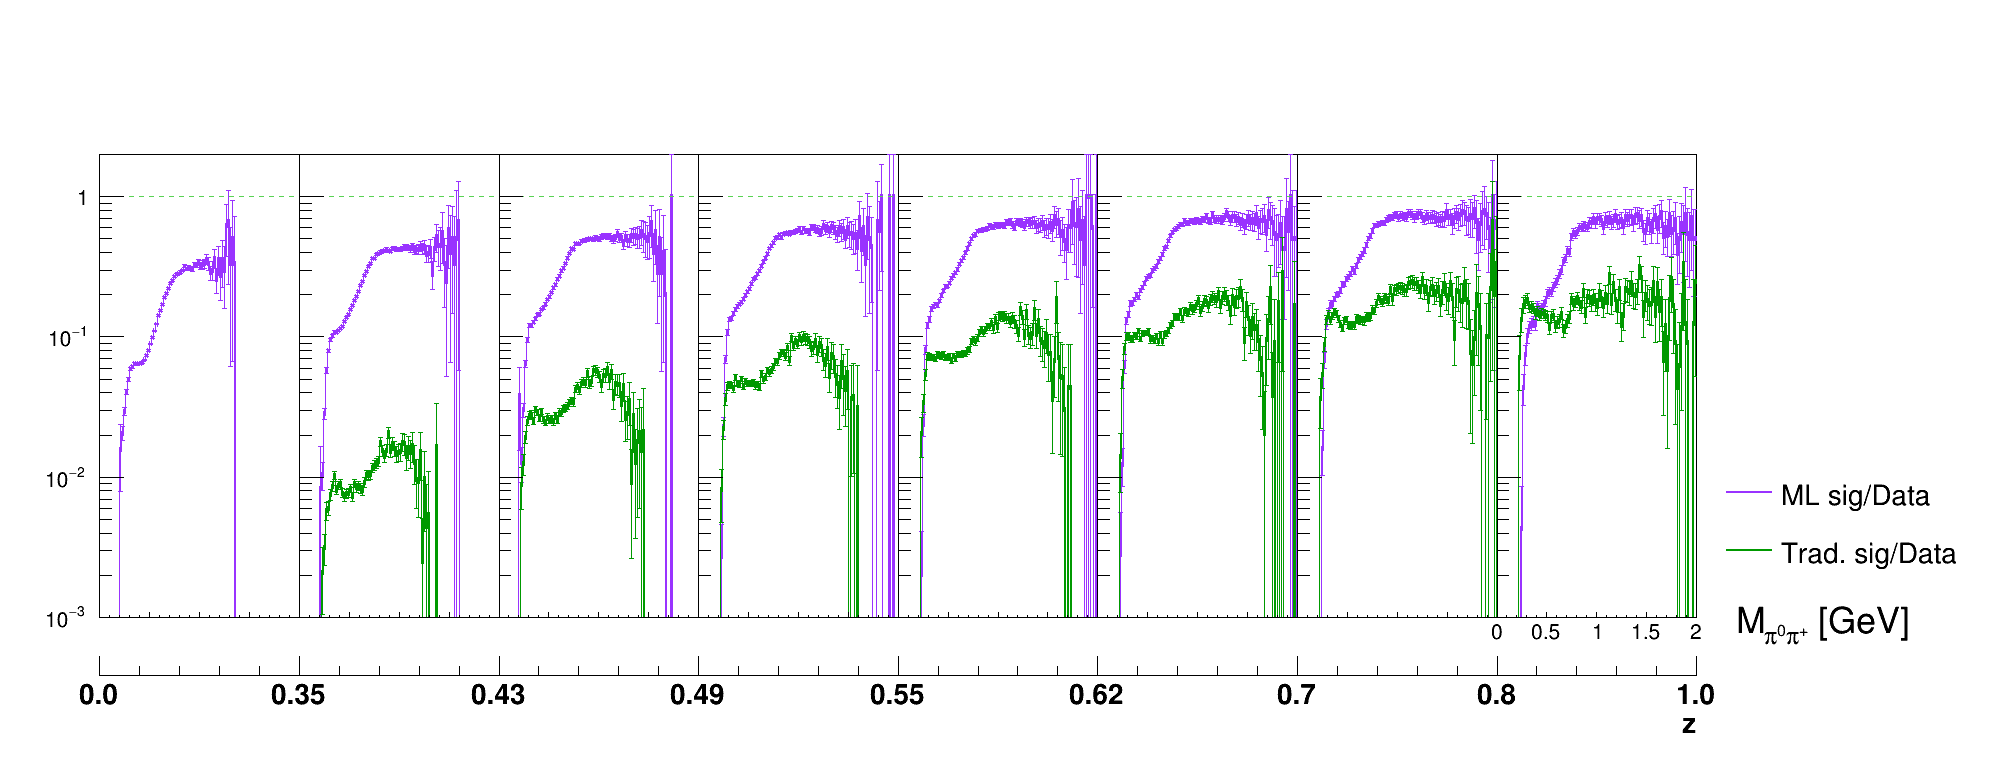 1
10⁻¹
10⁻²
10⁻³
ML sig/Data
Trad. sig/Data
0 0.5 1 1.5 2
M_π⁰π⁺ [GeV]
0.0 0.35 0.43 0.49 0.55 0.62 0.7 0.8 1.0
z